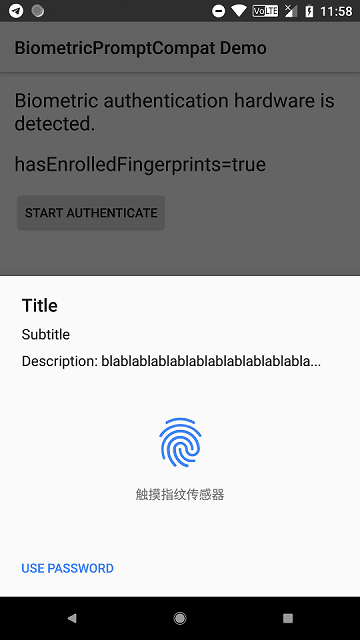 VoLTE
11:58
BiometricPromptCompat Demo
Biometric authentication hardware is
detected.
hasEnrolledFingerprints=true
START AUTHENTICATE
Title
Subtitle
Description: blablablablablablablablablablabla...
触摸指纹传感器
USE PASSWORD